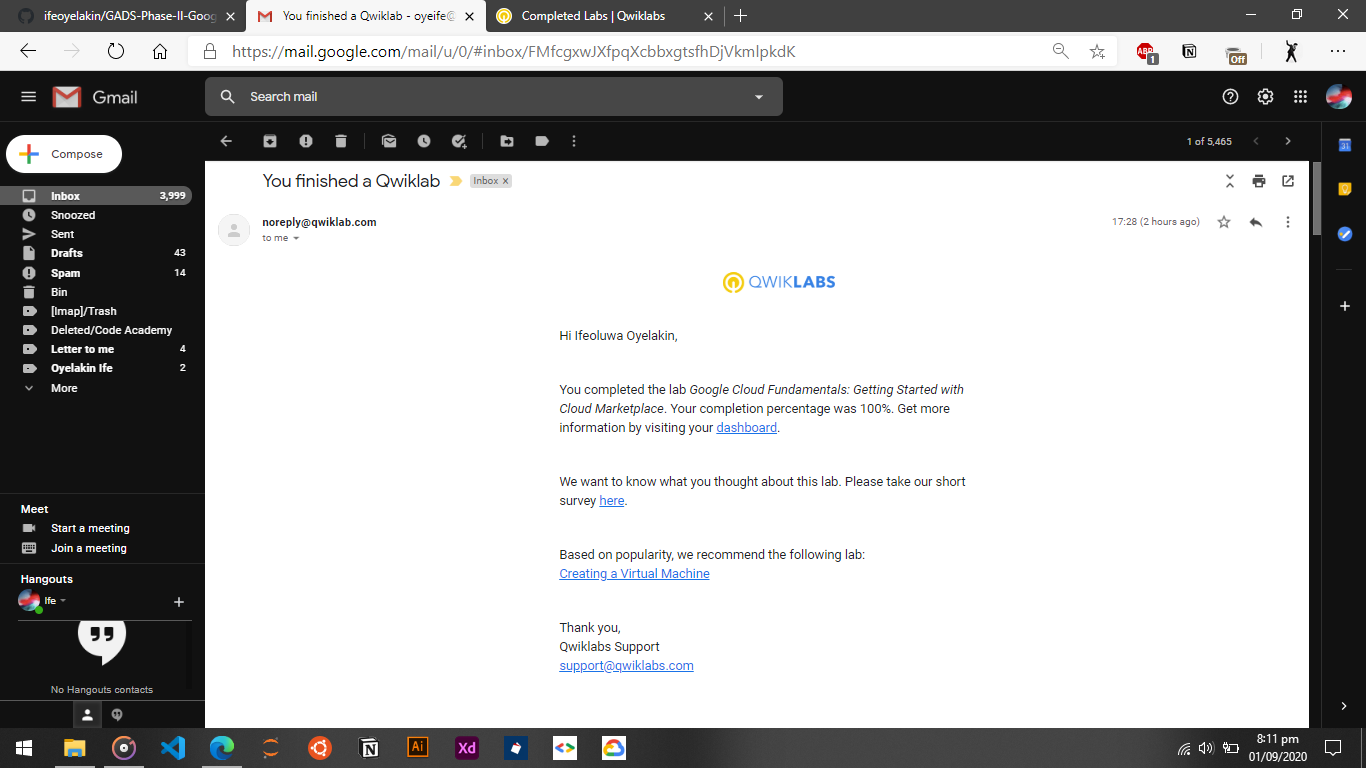 ifeoyelakin/GADS-Phase-II-Goog
You finished a Qwiklab - oyeife@
Completed Labs | Qwiklabs
https://mail.google.com/mail/u/0/#inbox/FMfcgxwJXfpqXcbbxgtsfhDjVkmIpkdK
ABP
1
Off
Gmail
Search mail
Compose
1 of 5,465
31
You finished a Qwiklab
Inbox x
Inbox 3,999
Snoozed
Sent
Drafts 43
Spam 14
Bin
[Imap]/Trash
Deleted/Code Academy
Letter to me 4
Oyelakin Ife 2
More
noreply@qwiklab.com
17:28 (2 hours ago)
to me
QWIKLABS
Hi Ifeoluwa Oyelakin,
You completed the lab Google Cloud Fundamentals: Getting Started with
Cloud Marketplace. Your completion percentage was 100%. Get more
information by visiting your dashboard.
We want to know what you thought about this lab. Please take our short
survey here.
Based on popularity, we recommend the following lab:
Creating a Virtual Machine
Thank you,
Qwiklabs Support
support@qwiklabs.com
Meet
Start a meeting
Join a meeting
Hangouts
Ife
No Hangouts contacts
Ai
Xd
8:11 pm
01/09/2020